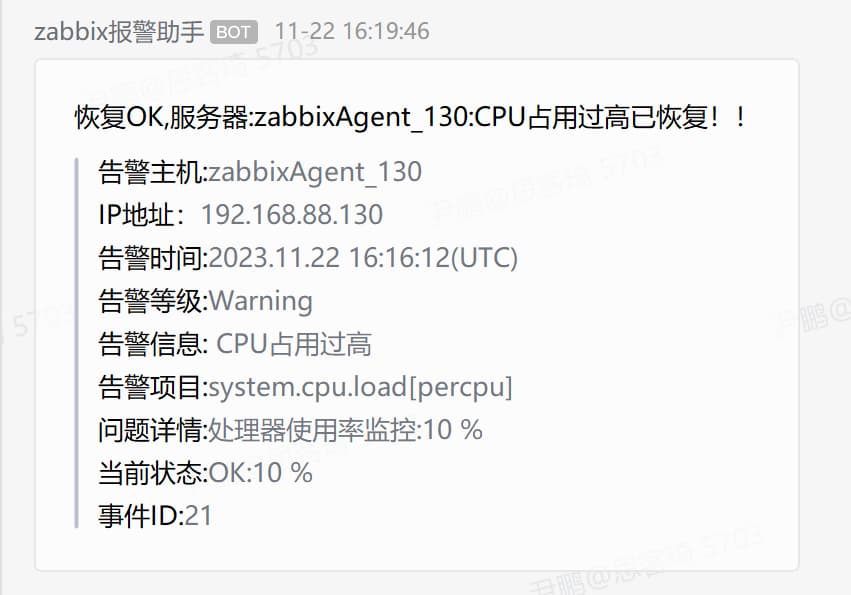 zabbix报警助手 BOT 11-22 16:19:46
恢复OK,服务器:zabbixAgent_130:CPU占用过高已恢复！！
告警主机:zabbixAgent_130
IP地址：192.168.88.130
告警时间:2023.11.22 16:16:12(UTC)
告警等级:Warning
告警信息: CPU占用过高
告警项目:system.cpu.load[percpu]
问题详情:处理器使用率监控:10 %
当前状态:OK:10 %
事件ID:21